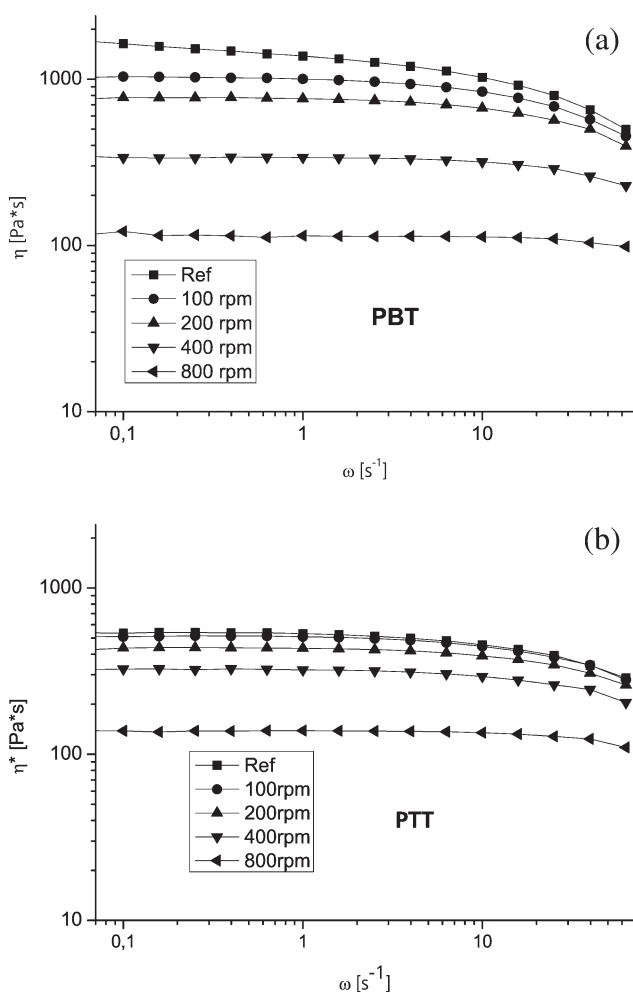 (a)
1000
100
10
η [Pa*s]
Ref
100 rpm
200 rpm
400 rpm
800 rpm
PBT
0,1
1
10
ω [s⁻¹]
(b)
1000
100
10
η* [Pa*s]
Ref
100rpm
200rpm
400rpm
800rpm
PTT
0,1
1
10
ω [s⁻¹]